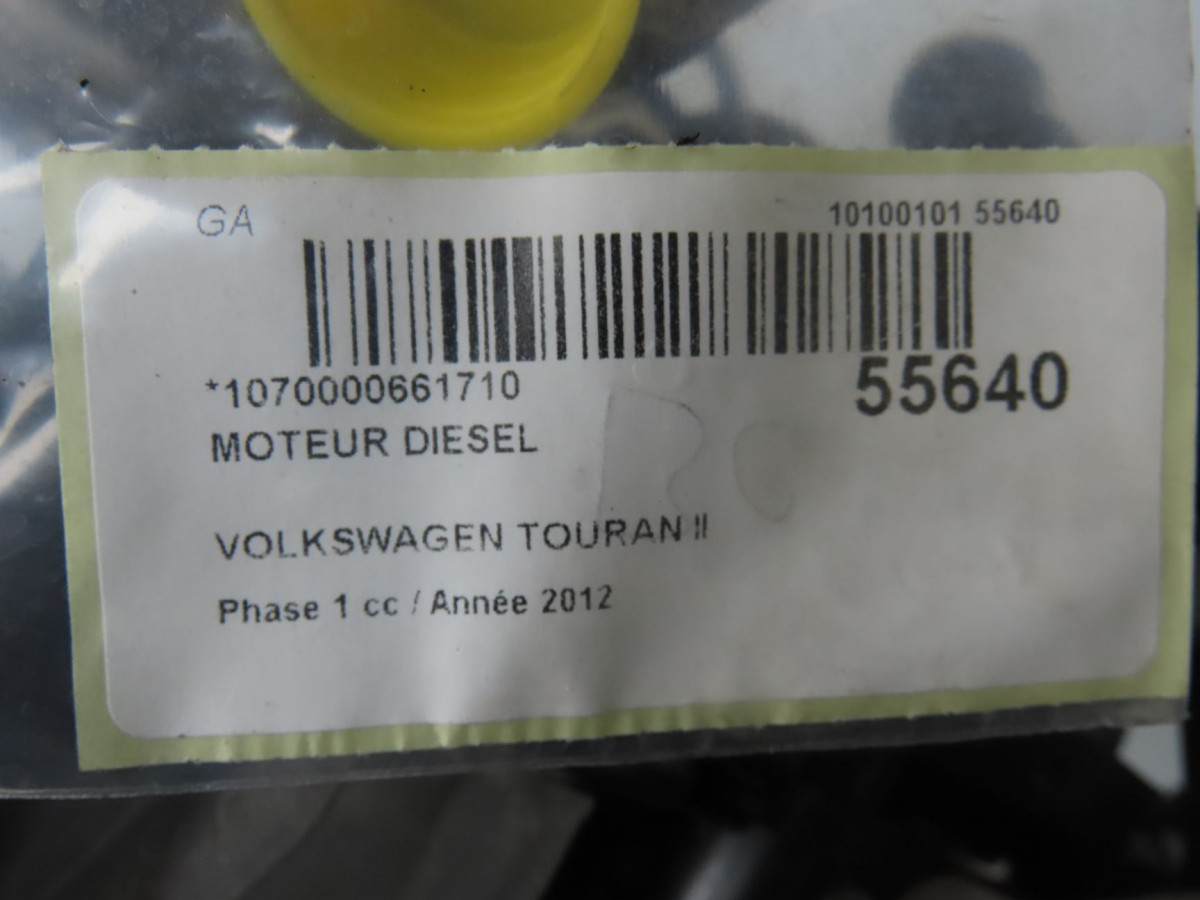 GA 10100101 55640
*1070000661710 55640
MOTEUR DIESEL
VOLKSWAGEN TOURAN II
Phase 1 cc / Année 2012